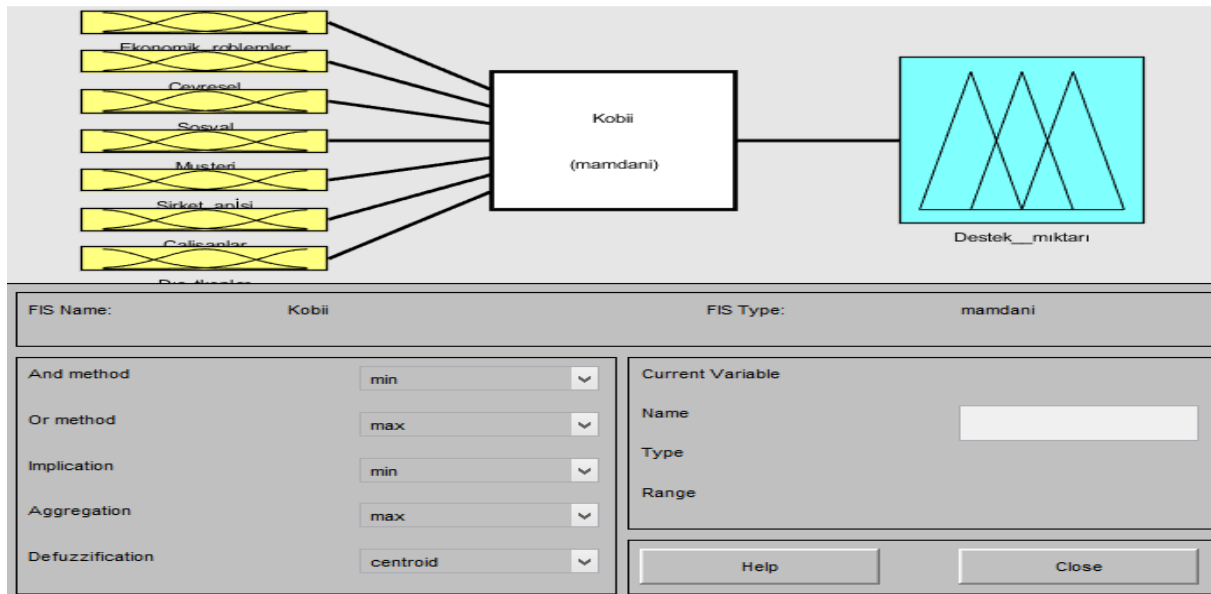 Ekonomik_roblemler
Cevresel
Sosyal
Musteri
Calisanlar
Kobii
(mamdani)
Destek__mıktarı
FIS Name:
Kobii
FIS Type:
mamdani
And method
min
Or method
max
Implication
min
Aggregation
max
Defuzzification
centroid
Current Variable
Name
Type
Range
Help
Close